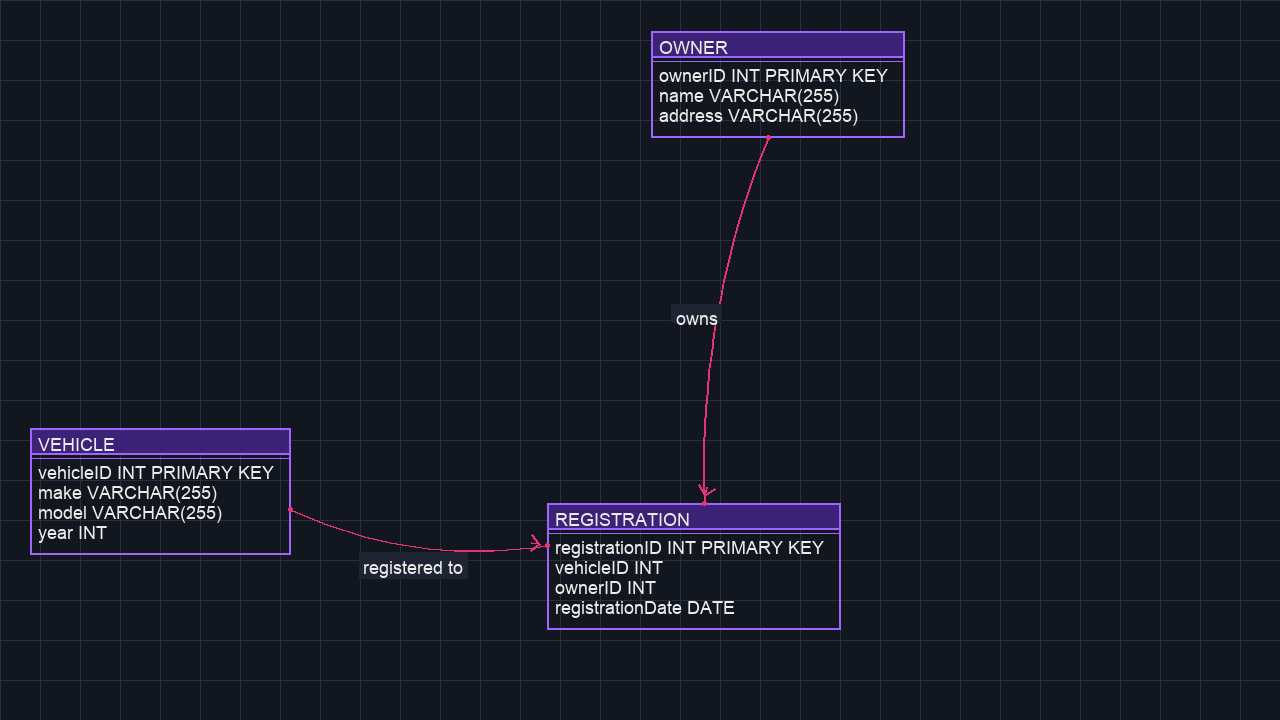 OWNER
ownerID INT PRIMARY KEY
name VARCHAR(255)
address VARCHAR(255)
owns
VEHICLE
vehicleID INT PRIMARY KEY
make VARCHAR(255)
model VARCHAR(255)
year INT
registered to
REGISTRATION
registrationID INT PRIMARY KEY
vehicleID INT
ownerID INT
registrationDate DATE